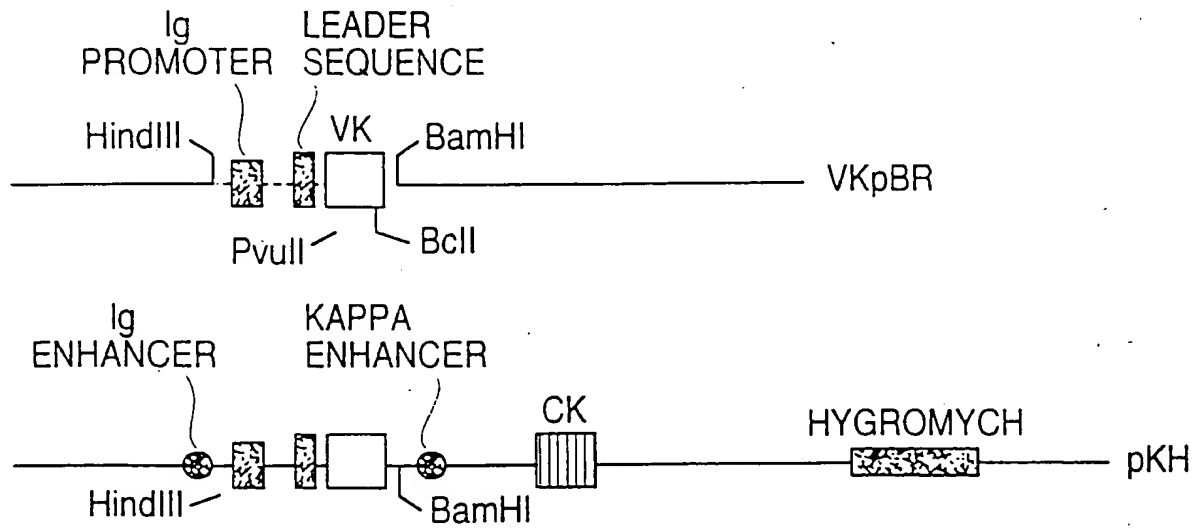 Ig
PROMOTER
LEADER
SEQUENCE
HindIII
VK
BamHI
VKpBR
PvuII
BclI
Ig
ENHANCER
KAPPA
ENHANCER
CK
HYGROMYCH
pKH
HindIII
BamHI